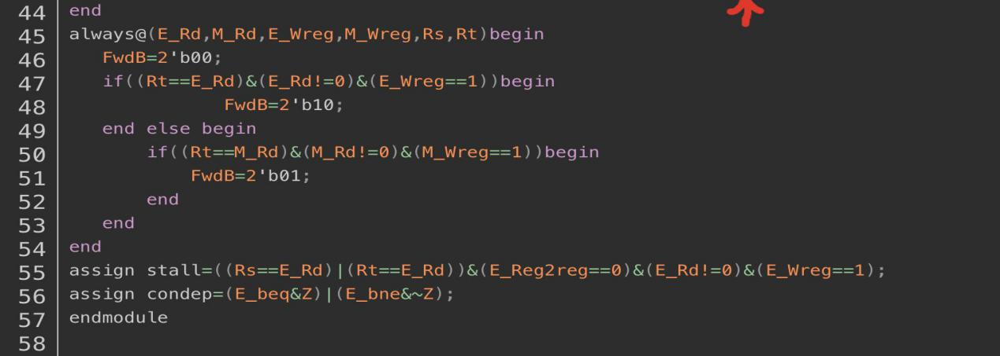 44 end
45 always@(E_Rd,M_Rd,E_Wreg,M_Wreg,Rs,Rt)begin
46    FwdB=2'b00;
47    if((Rt==E_Rd)&(E_Rd!=0)&(E_Wreg==1))begin
48               FwdB=2'b10;
49    end else begin
50        if((Rt==M_Rd)&(M_Rd!=0)&(M_Wreg==1))begin
51            FwdB=2'b01;
52        end
53    end
54 end
55 assign stall=((Rs==E_Rd)|(Rt==E_Rd))&(E_Reg2reg==0)&(E_Rd!=0)&(E_Wreg==1);
56 assign condep=(E_beq&Z)|(E_bne&~Z);
57 endmodule
58